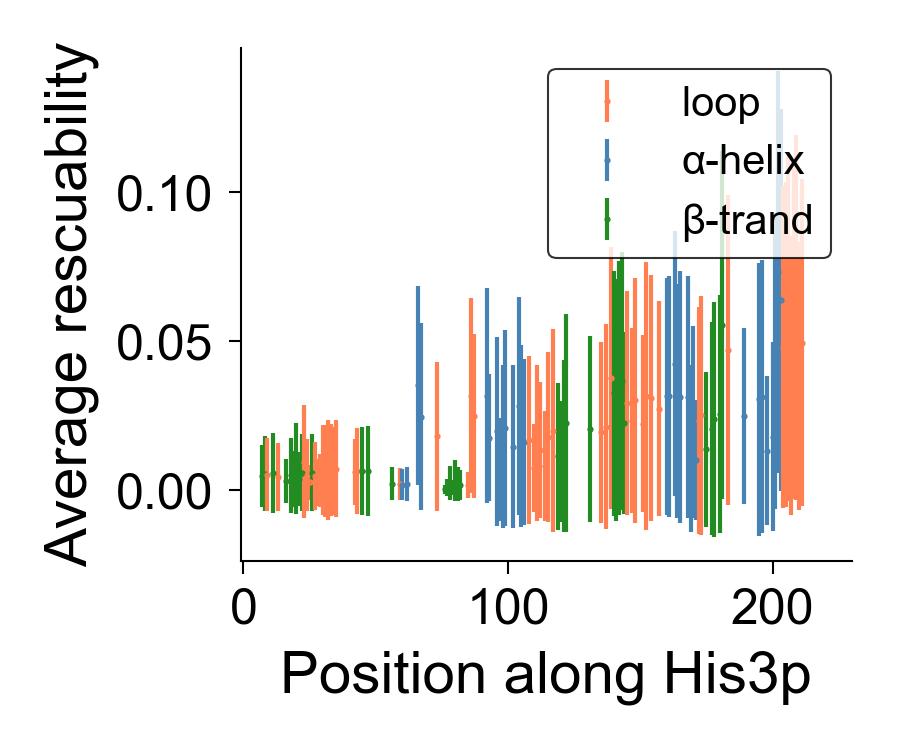 Average rescuability
0.10
0.05
0.00
loop
α-helix
β-trand
0
100
200
Position along His3p